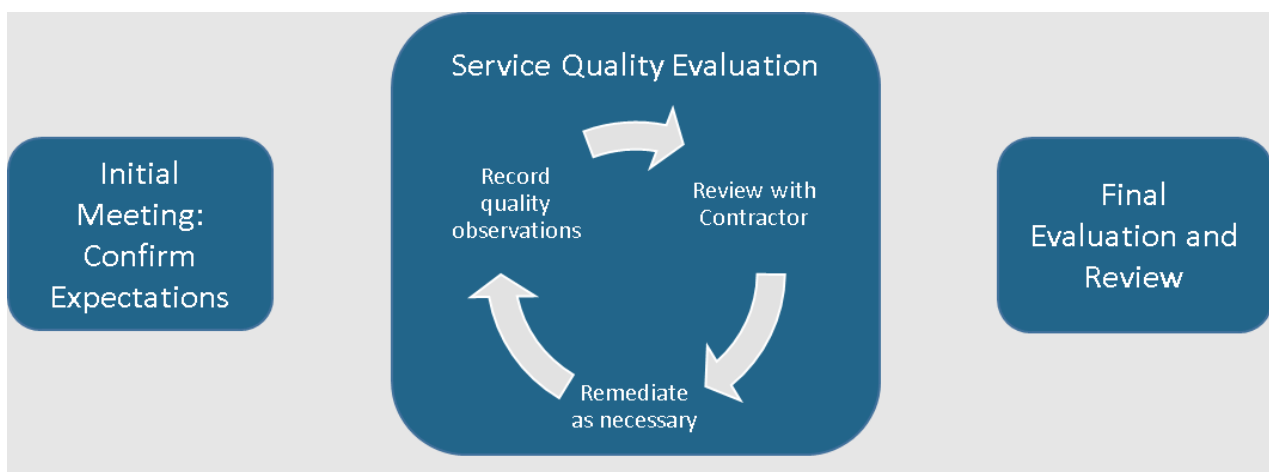 Initial
Meeting:
Confirm
Expectations
Service Quality Evaluation
Record
quality
observations
Review with
Contractor
Remediate
as necessary
Final
Evaluation and
Review